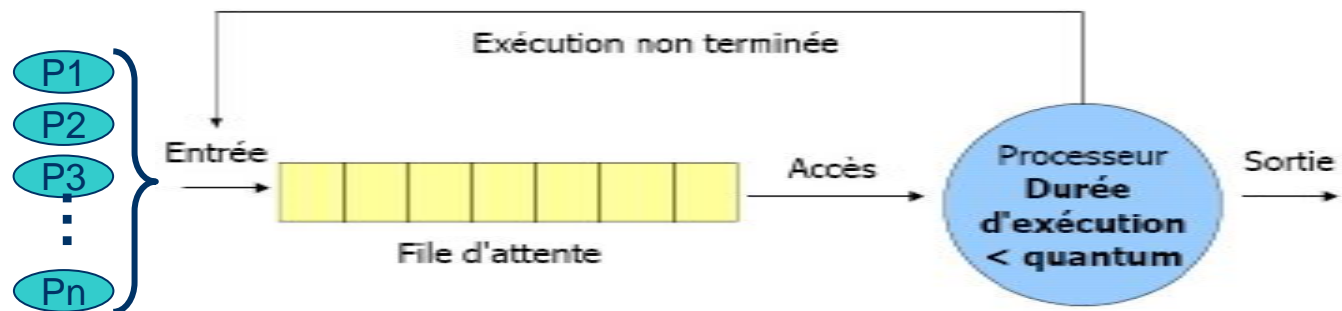 Exécution non terminée
P1
P2
P3
Pn
Entrée
File d'attente
Accès
Processeur
Durée
d'exécution
< quantum
Sortie